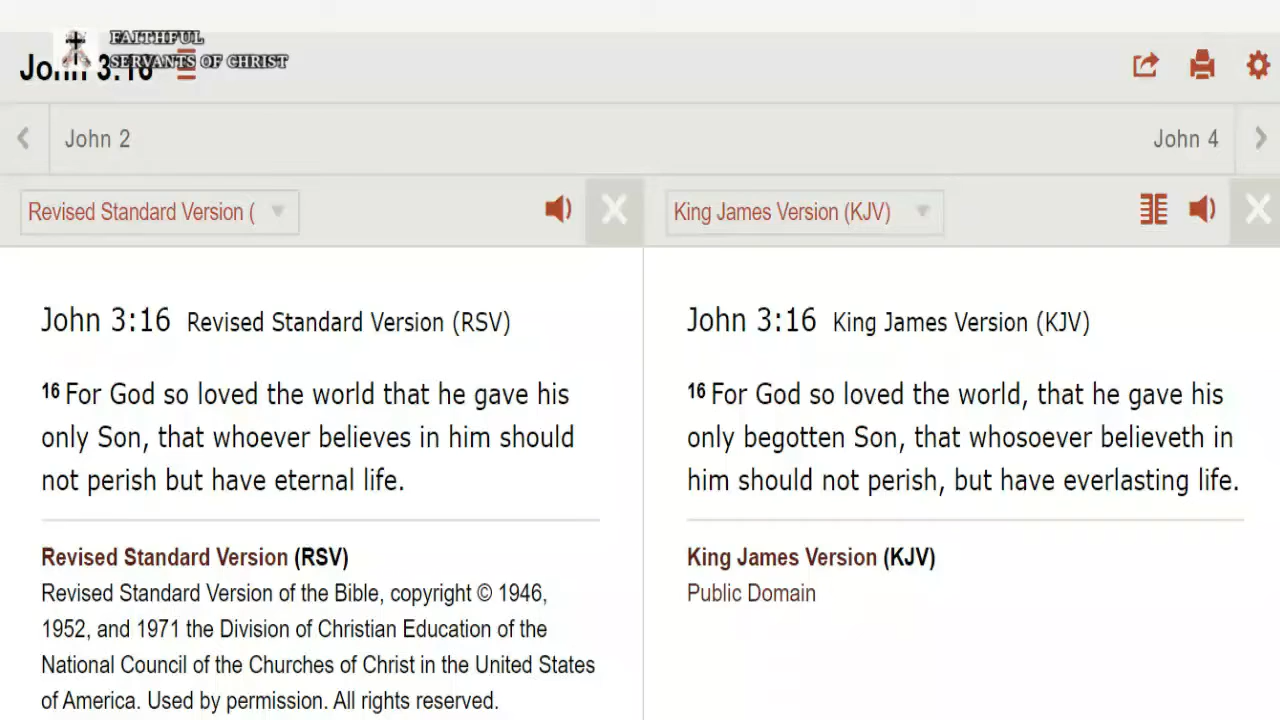 FAITHFUL
SERVANTS OF CHRIST
John 3:16
John 2
John 4
Revised Standard Version (
King James Version (KJV)
John 3:16 Revised Standard Version (RSV)
16 For God so loved the world that he gave his
only Son, that whoever believes in him should
not perish but have eternal life.
Revised Standard Version (RSV)
Revised Standard Version of the Bible, copyright © 1946,
1952, and 1971 the Division of Christian Education of the
National Council of the Churches of Christ in the United States
of America. Used by permission. All rights reserved.
John 3:16 King James Version (KJV)
16 For God so loved the world, that he gave his
only begotten Son, that whosoever believeth in
him should not perish, but have everlasting life.
King James Version (KJV)
Public Domain